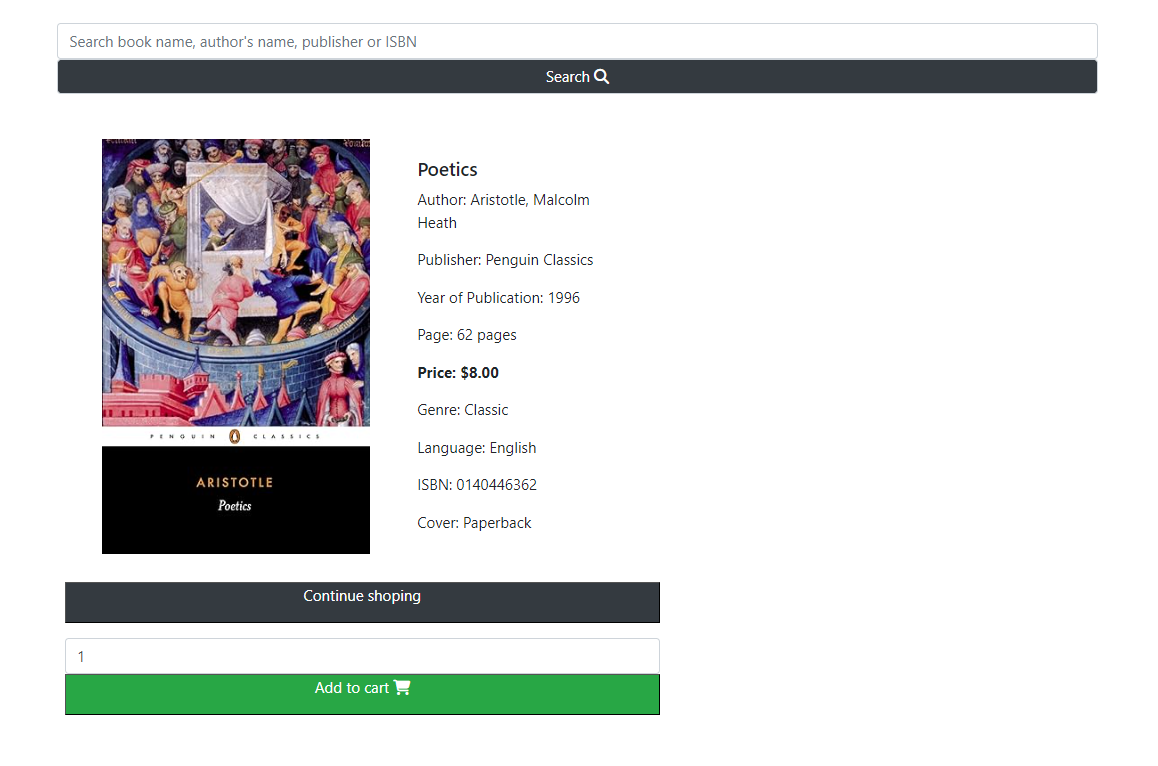 Search book name, author's name, publisher or ISBN
Search
Poetics
Author: Aristotle, Malcolm
Heath
Publisher: Penguin Classics
Year of Publication: 1996
Page: 62 pages
Price: $8.00
Genre: Classic
Language: English
ISBN: 0140446362
Cover: Paperback
PENGUIN CLASSICS
ARISTOTLE
Poetics
Continue shoping
1
Add to cart